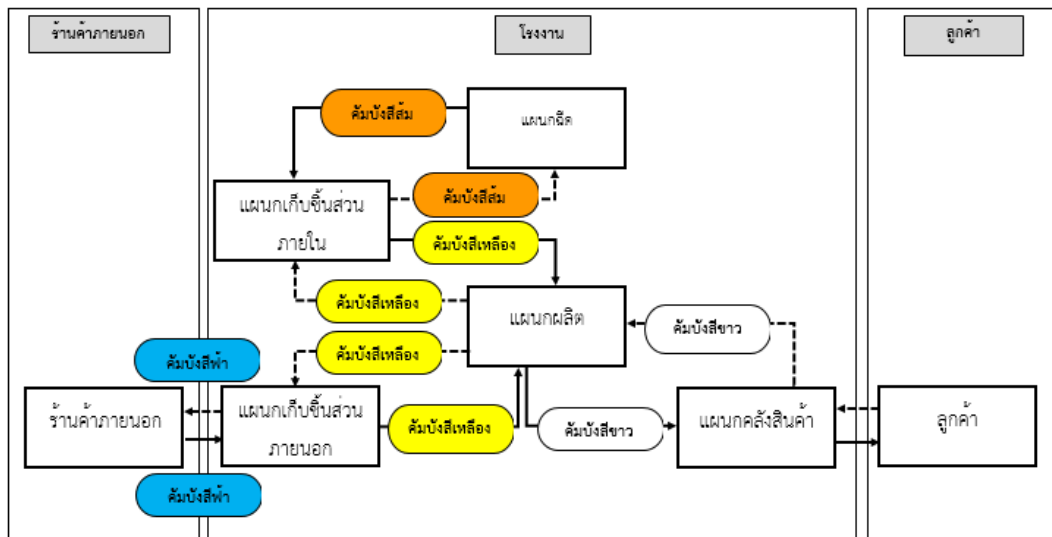 ร้านค้าภายนอก
โรงงาน
ลูกค้า
คัมบังสีส้ม
แผนกฉีด
แผนกเก็บชิ้นส่วน
ภายใน
คัมบังสีส้ม
คัมบังสีเหลือง
คัมบังสีเหลือง
แผนกผลิต
คัมบังสีขาว
คัมบังสีเหลือง
คัมบังสีฟ้า
ร้านค้าภายนอก
แผนกเก็บชิ้นส่วน
ภายนอก
คัมบังสีเหลือง
คัมบังสีขาว
แผนกคลังสินค้า
ลูกค้า
คัมบังสีฟ้า